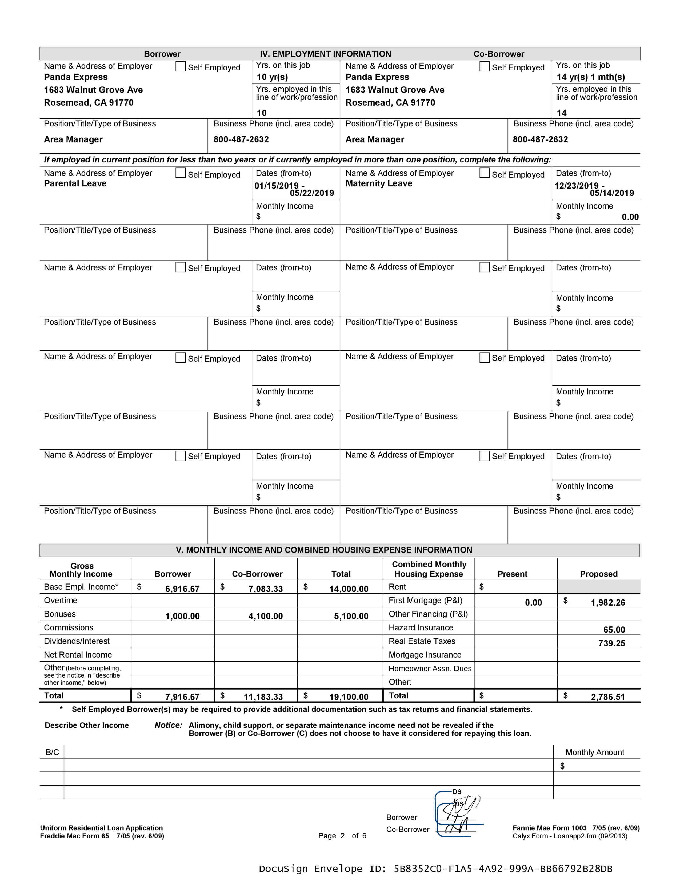 Borrower IV. EMPLOYMENT INFORMATION Co-Borrower
Name & Address of Employer Self Employed Yrs. on this job Name & Address of Employer Self Employed Yrs. on this job
Panda Express 10 yr(s) Panda Express 14 yr(s) 1 mth(s)
1683 Walnut Grove Ave Yrs. employed in this line of work/profession 1683 Walnut Grove Ave Yrs. employed in this line of work/profession
Rosemead, CA 91770 Rosemead, CA 91770
10 14
Position/Title/Type of Business Business Phone (incl. area code) Position/Title/Type of Business Business Phone (incl. area code)
Area Manager 800-487-2632 Area Manager 800-487-2632
If employed in current position for less than two years or if currently employed in more than one position, complete the following:
Name & Address of Employer Self Employed Dates (from-to) Name & Address of Employer Self Employed Dates (from-to)
Parental Leave 01/15/2019 - 05/22/2019 Maternity Leave 12/23/2019 - 05/14/2019
Monthly Income Monthly Income
$ $ 0.00
Position/Title/Type of Business Business Phone (incl. area code) Position/Title/Type of Business Business Phone (incl. area code)
Name & Address of Employer Self Employed Dates (from-to) Name & Address of Employer Self Employed Dates (from-to)
Monthly Income Monthly Income
$ $
Position/Title/Type of Business Business Phone (incl. area code) Position/Title/Type of Business Business Phone (incl. area code)
Name & Address of Employer Self Employed Dates (from-to) Name & Address of Employer Self Employed Dates (from-to)
Monthly Income Monthly Income
$ $
Position/Title/Type of Business Business Phone (incl. area code) Position/Title/Type of Business Business Phone (incl. area code)
Name & Address of Employer Self Employed Dates (from-to) Name & Address of Employer Self Employed Dates (from-to)
Monthly Income Monthly Income
$ $
Position/Title/Type of Business Business Phone (incl. area code) Position/Title/Type of Business Business Phone (incl. area code)
V. MONTHLY INCOME AND COMBINED HOUSING EXPENSE INFORMATION
Gross Monthly Income Borrower Co-Borrower Total Combined Monthly Housing Expense Present Proposed
Base Empl. Income* $ 6,916.67 $ 7,083.33 $ 14,000.00 Rent $
Overtime First Mortgage (P&I) 0.00 $ 1,982.26
Bonuses 1,000.00 4,100.00 5,100.00 Other Financing (P&I)
Commissions Hazard Insurance 65.00
Dividends/Interest Real Estate Taxes 739.25
Net Rental Income Mortgage Insurance
Other (before completing, see the notice in "describe other income," below) Homeowner Assn. Dues
Other:
Total $ 7,916.67 $ 11,183.33 $ 19,100.00 Total $ $ 2,786.51
* Self Employed Borrower(s) may be required to provide additional documentation such as tax returns and financial statements.
Describe Other Income Notice: Alimony, child support, or separate maintenance income need not be revealed if the
Borrower (B) or Co-Borrower (C) does not choose to have it considered for repaying this loan.
B/C Monthly Amount
$
DS
Borrower
Co-Borrower
Uniform Residential Loan Application Fannie Mae Form 1003 7/05 (rev. 6/09)
Freddie Mac Form 65 7/05 (rev. 6/09) Page 2 of 6 Calyx Form - Loanapp2.frm (09/2013)
DocuSign Envelope ID: 5B8352C0-F1A5-4A92-999A-BB66792B28DB